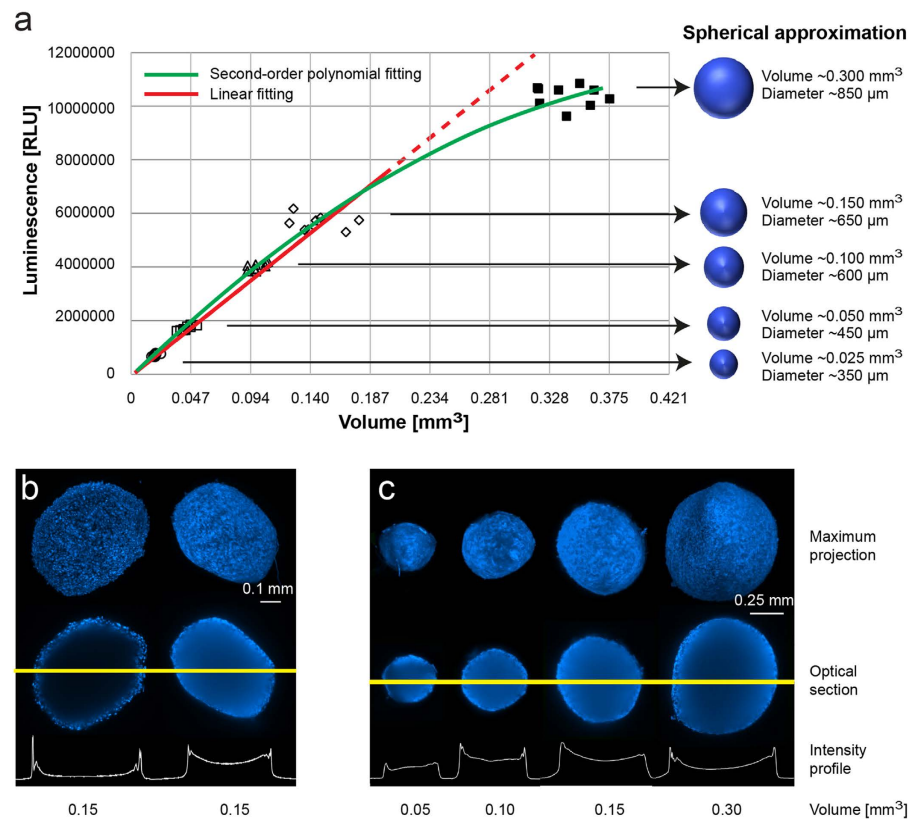 a
Spherical approximation
12000000
10000000
8000000
6000000
4000000
2000000
0
Luminescence [RLU]
Second-order polynomial fitting
Linear fitting
0 0.047 0.094 0.140 0.187 0.234 0.281 0.328 0.375 0.421
Volume [mm³]
Volume ~0.300 mm³
Diameter ~850 µm
Volume ~0.150 mm³
Diameter ~650 µm
Volume ~0.100 mm³
Diameter ~600 µm
Volume ~0.050 mm³
Diameter ~450 µm
Volume ~0.025 mm³
Diameter ~350 µm
b
0.1 mm
0.15 0.15
c
0.25 mm
0.05 0.10 0.15 0.30
Maximum
projection
Optical
section
Intensity
profile
Volume [mm³]